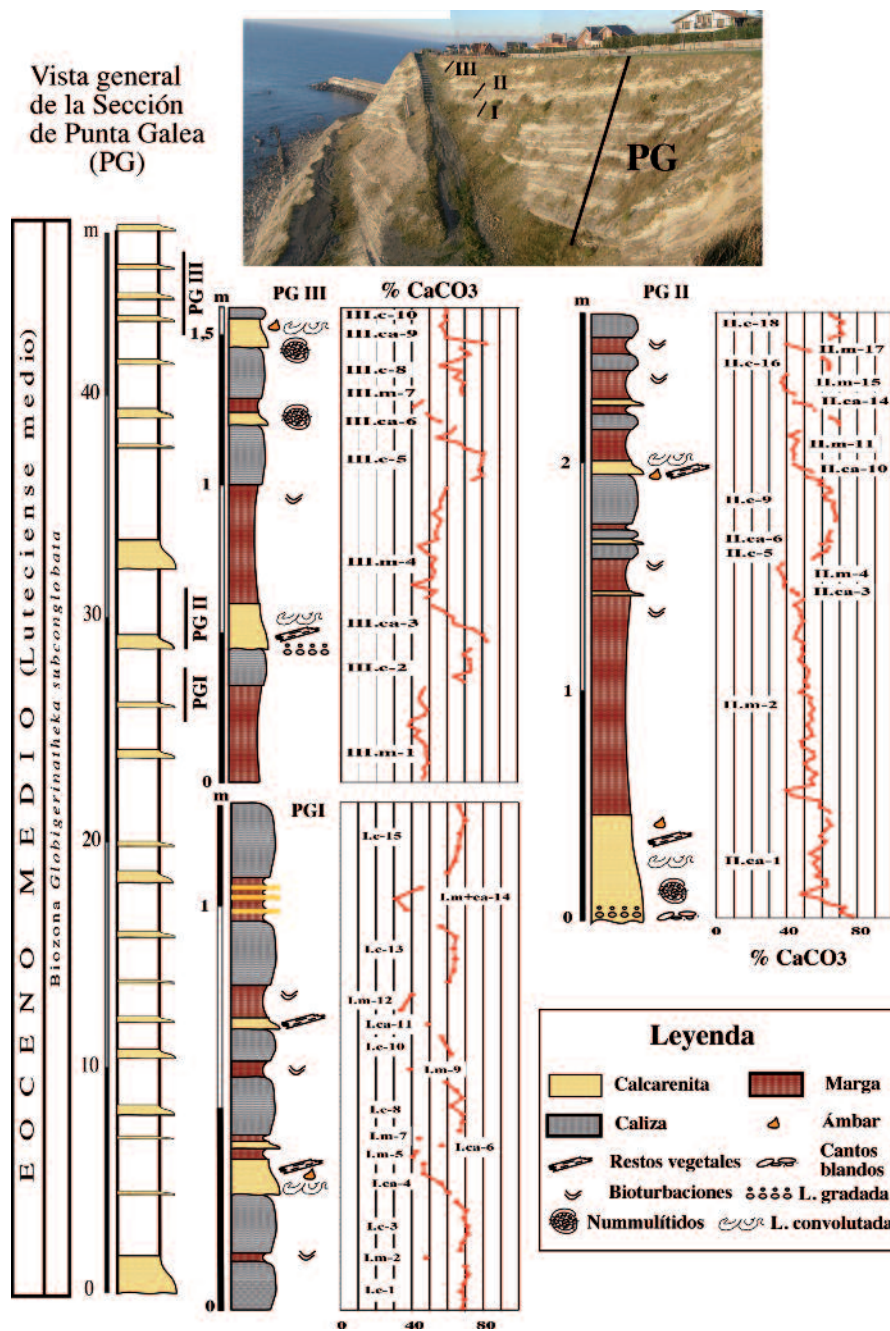 Vista general
de la Sección
de Punta Galea
(PG)
III
II
I
PG
EOCENO MEDIO (Luteciense medio)
Biozona Globigerinatheka subconglobata
m
40
30
20
10
0
PG III
PG II
PGI
m
PG III
% CaCO3
1.5
1
0
III.c-10
III.ca-9
III.c-8
III.m-7
III.ca-6
III.c-5
III.m-4
III.ca-3
III.c-2
III.m-1
m
PG II
2
1
0
II.c-18
II.m-17
II.c-16
II.m-15
II.ca-14
II.m-11
II.ca-10
II.c-9
II.ca-6
II.c-5
II.m-4
II.ca-3
II.m-2
II.ca-1
0 40 80
% CaCO3
m
PGI
1
0
I.c-15
I.m+ca-14
I.c-13
I.m-12
I.ca-11
I.c-10
I.m-9
I.c-8
I.m-7
I.ca-6
I.m-5
I.ca-4
I.c-3
I.m-2
I.c-1
0 40 80
Leyenda
Calcarenita
Marga
Caliza
Ámbar
Restos vegetales
Cantos
blandos
Bioturbaciones
L. gradada
Nummulítidos
L. convolutada